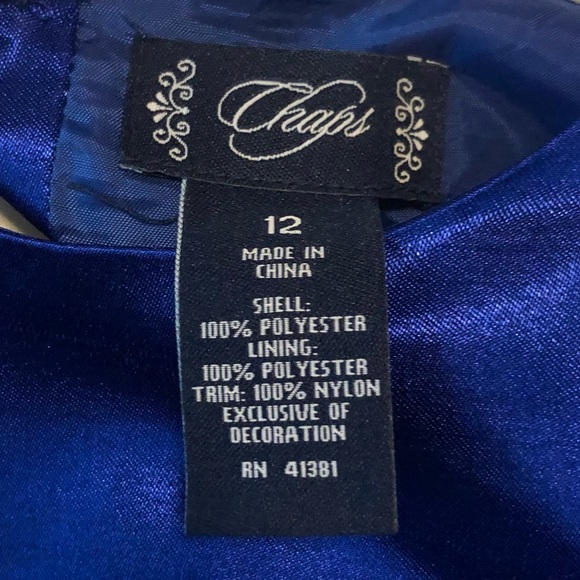 Chaps
12
MADE IN
CHINA
SHELL:
100% POLYESTER
LINING:
100% POLYESTER
TRIM: 100% NYLON
EXCLUSIVE OF
DECORATION
RN 41381